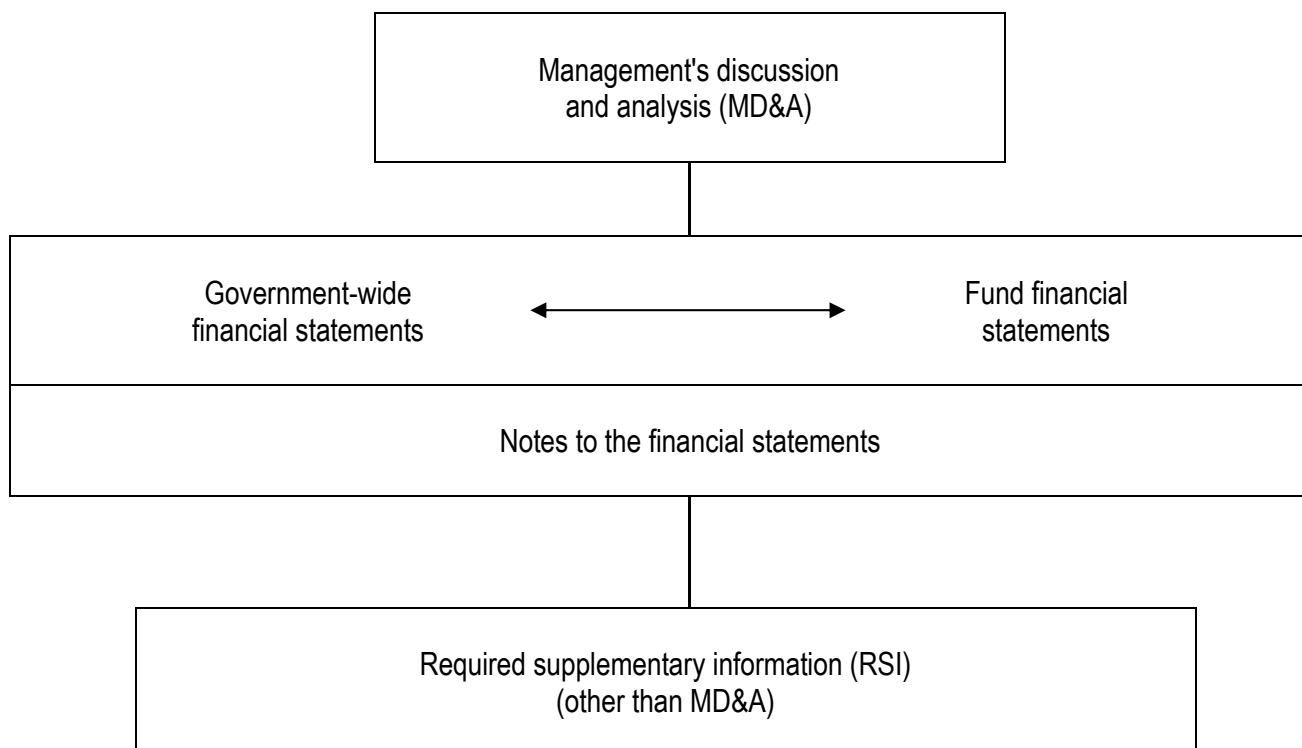 Management's discussion
and analysis (MD&A)
Government-wide
financial statements
Fund financial
statements
Notes to the financial statements
Required supplementary information (RSI)
(other than MD&A)